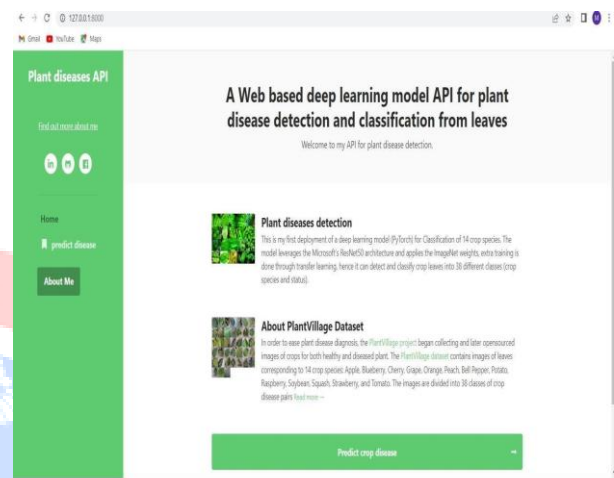 127.0.0.1:8000
Gmail YouTube Maps
Plant diseases API
Find out more about me
Home
predict disease
About Me
A Web based deep learning model API for plant
disease detection and classification from leaves
Welcome to my API for plant disease detection.
Plant diseases detection
This is my first deployment of a deep learning model (PyTorch) for Classification of 14 crop species. The
model leverages the Microsoft's ResNet50 architecture and applies the ImageNet weights, extra training is
done through transfer learning, hence it can detect and classify crop leaves into 38 different classes (crop
species and status).
About PlantVillage Dataset
In order to ease plant disease diagnosis, the PlantVillage project began collecting and later opensourced
images of crops for both healthy and diseased plant. The PlantVillage dataset contains images of leaves
corresponding to 14 crop species: Apple, Blueberry, Cherry, Grape, Orange, Peach, Bell Pepper, Potato,
Raspberry, Soybean, Squash, Strawberry, and Tomato. The images are divided into 38 classes of crop
disease pairs Read more →
Predict crop disease →